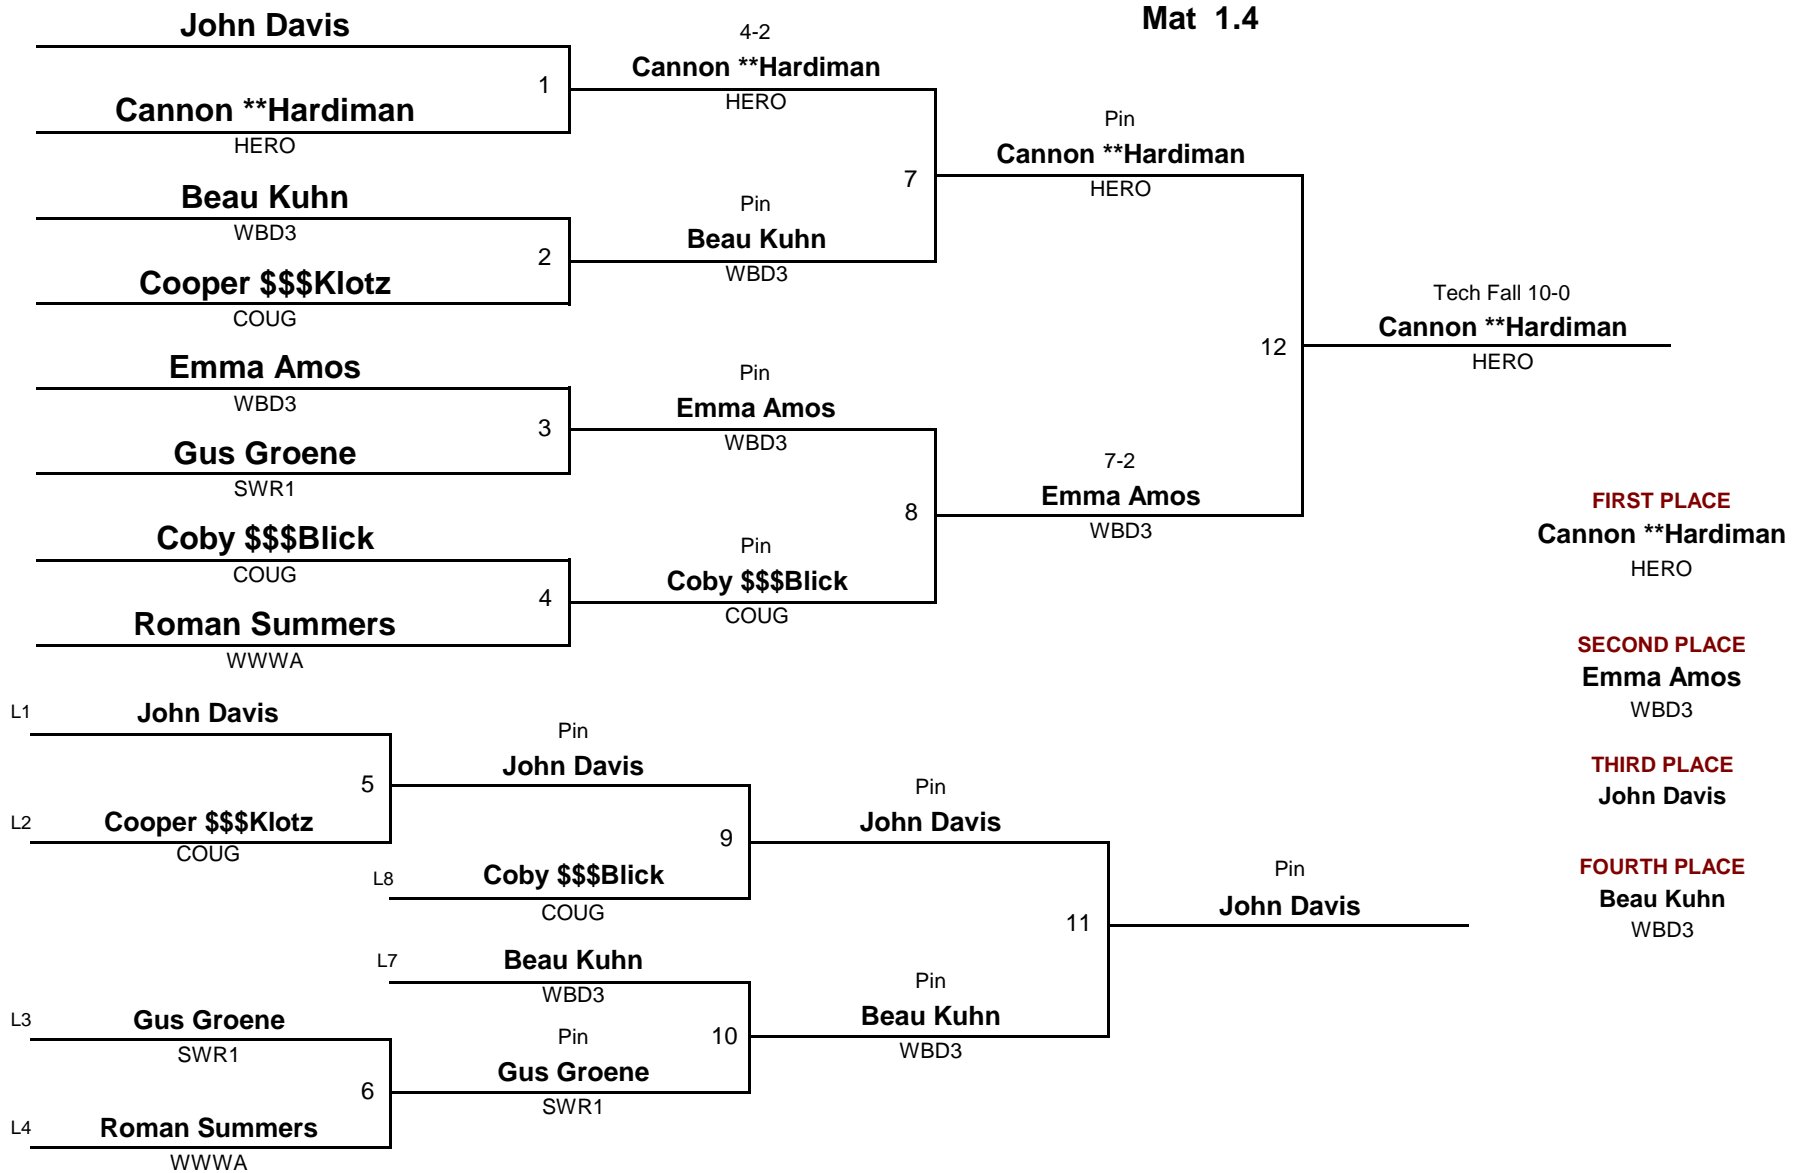 Mat 1.4
John Davis
1
Cannon **Hardiman
HERO
Beau Kuhn
WBD3
2
Cooper $$$Klotz
COUG
Emma Amos
WBD3
3
Gus Groene
SWR1
Coby $$$Blick
COUG
4
Roman Summers
WWWA
4-2
Cannon **Hardiman
HERO
7
Pin
Beau Kuhn
WBD3
Pin
Emma Amos
WBD3
8
Pin
Coby $$$Blick
COUG
Pin
Cannon **Hardiman
HERO
12
7-2
Emma Amos
WBD3
Tech Fall 10-0
Cannon **Hardiman
HERO
FIRST PLACE
Cannon **Hardiman
HERO
SECOND PLACE
Emma Amos
WBD3
THIRD PLACE
John Davis
FOURTH PLACE
Beau Kuhn
WBD3
L1 John Davis
5
L2 Cooper $$$Klotz
COUG
Pin
John Davis
9
L8 Coby $$$Blick
COUG
L7 Beau Kuhn
WBD3
10
Pin
Gus Groene
SWR1
L3 Gus Groene
SWR1
6
L4 Roman Summers
WWWA
Pin
John Davis
11
Pin
Beau Kuhn
WBD3
Pin
John Davis